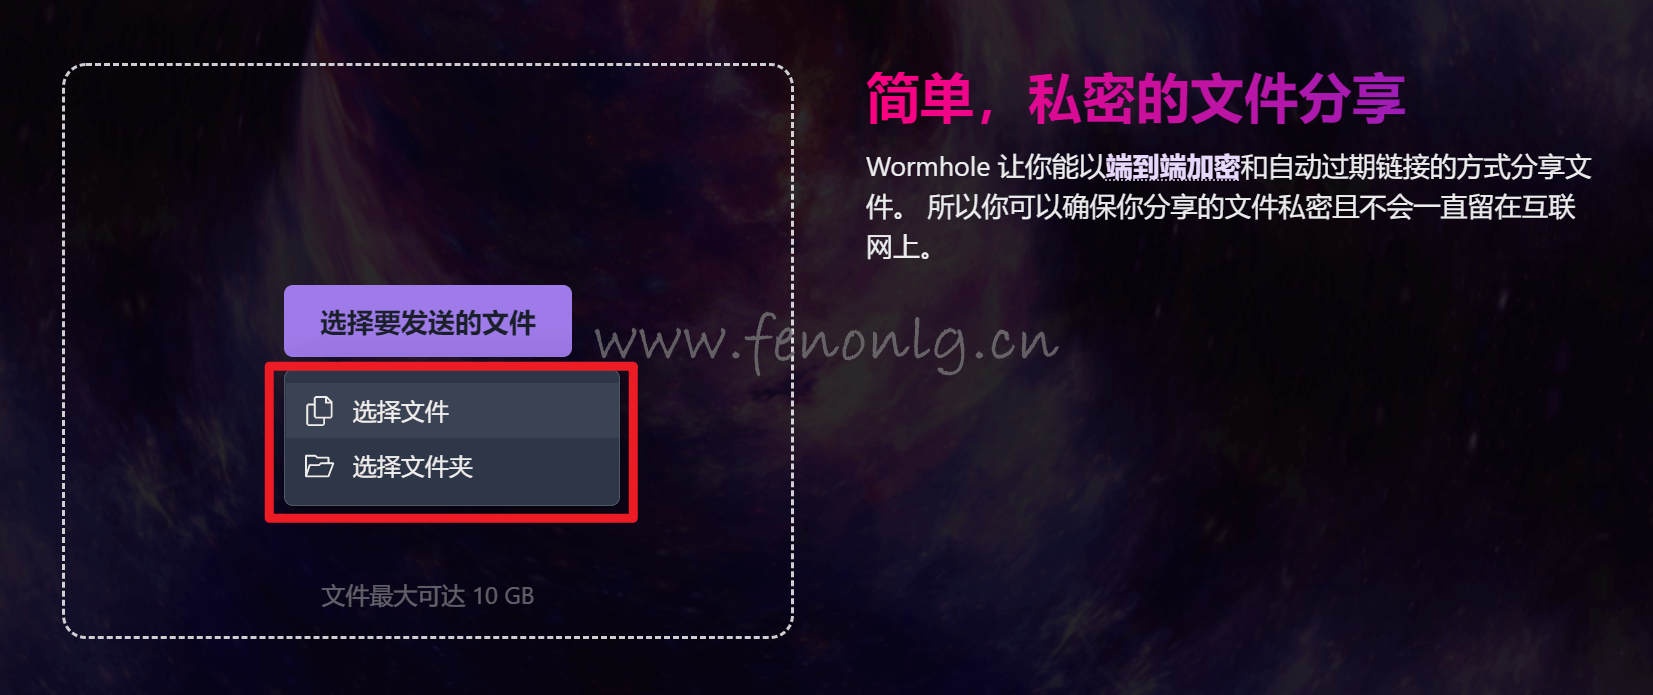 简单，私密的文件分享
Wormhole 让你能以端到端加密和自动过期链接的方式分享文
件。 所以你可以确保你分享的文件私密且不会一直留在互联
网上。
选择要发送的文件
www.fenonlg.cn
选择文件
选择文件夹
文件最大可达 10 GB